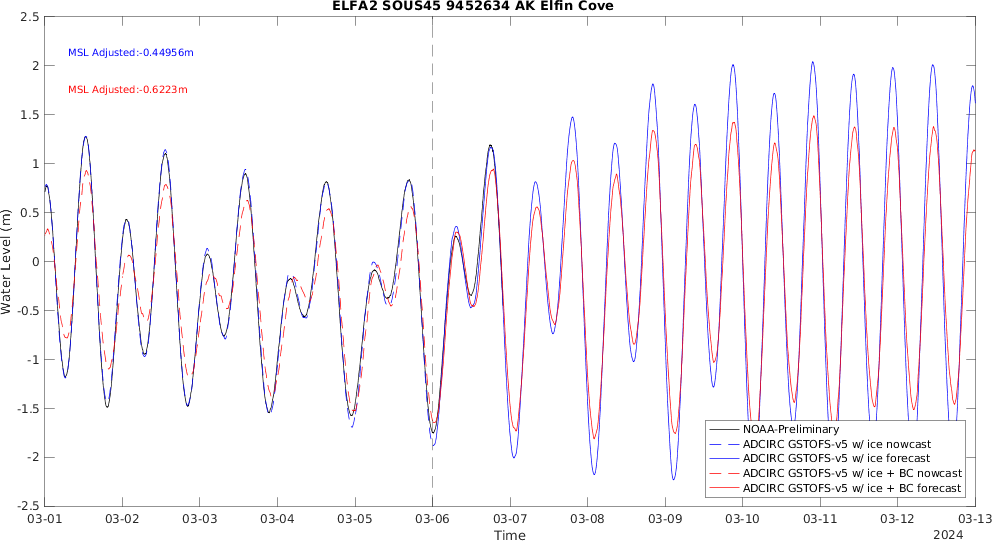 ELFA2 SOUS45 9452634 AK Elfin Cove
MSL Adjusted:-0.44956m
MSL Adjusted:-0.6223m
Water Level (m)
2.5
2
1.5
1
0.5
0
-0.5
-1
-1.5
-2
-2.5
NOAA-Preliminary
ADCIRC GSTOFS-v5 w/ ice nowcast
ADCIRC GSTOFS-v5 w/ ice forecast
ADCIRC GSTOFS-v5 w/ ice + BC nowcast
ADCIRC GSTOFS-v5 w/ ice + BC forecast
03-01 03-02 03-03 03-04 03-05 03-06 03-07 03-08 03-09 03-10 03-11 03-12 03-13
Time
2024